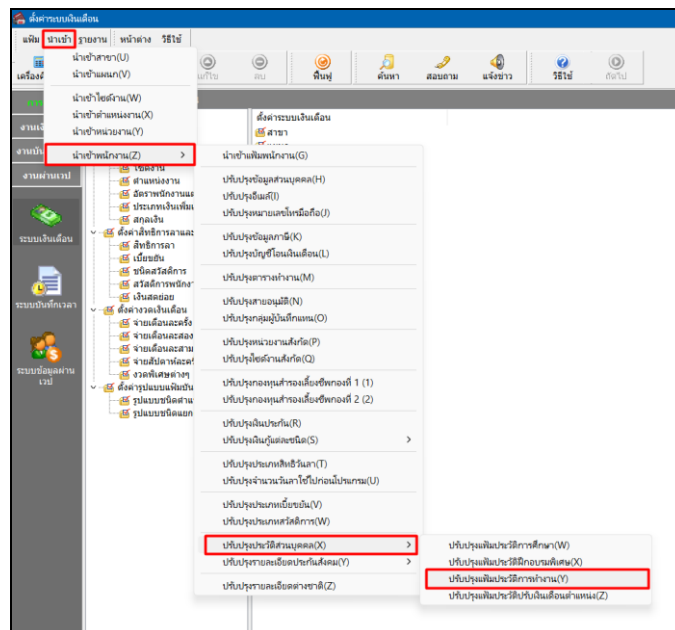 ตั้งค่าระบบเงินเดือน
แฟ้ม นำเข้า รายงาน หน้าต่าง วิธีใช้
แก้ไข ลบ ฟื้นฟู ค้นหา สอบถาม แจ้งข่าว วิธีใช้ ถัดไป
นำเข้าสาขา(U)
นำเข้าแผนก(V)
นำเข้าไซต์งาน(W)
นำเข้าตำแหน่งงาน(X)
นำเข้าหน่วยงาน(Y)
นำเข้าพนักงาน(Z) >
งานผ่านเวป
ระบบเงินเดือน
ระบบบันทึกเวลา
ระบบข้อมูลผ่าน
เวป
ตั้งค่าระบบเงินเดือน
สาขา
ไซต์งาน
ตำแหน่งงาน
อัตราพนักงานแต
ประเภทเงินเพิ่มเ
สกุลเงิน
ตั้งค่าสิทธิการลาและ
สิทธิการลา
เบี้ยขยัน
ชนิดสวัสดิการ
สวัสดิการพนักง
เงินสดย่อย
ตั้งค่างวดเงินเดือน
จ่ายเดือนละครั้ง
จ่ายเดือนละสอง
จ่ายเดือนละสาม
จ่ายสัปดาห์ละคร
งวดพิเศษต่างๆ
ตั้งค่ารูปแบบแฟ้มบัน
รูปแบบชนิดตาม
รูปแบบชนิดแยก
นำเข้าแฟ้มพนักงาน(G)
ปรับปรุงข้อมูลส่วนบุคคล(H)
ปรับปรุงอีเมล์(I)
ปรับปรุงหมายเลขโทรมือถือ(J)
ปรับปรุงข้อมูลภาษี(K)
ปรับปรุงบัญชีโอนเงินเดือน(L)
ปรับปรุงตารางทำงาน(M)
ปรับปรุงสายอนุมัติ(N)
ปรับปรุงกลุ่มผู้บันทึกแทน(O)
ปรับปรุงหน่วยงานสังกัด(P)
ปรับปรุงไซต์งานสังกัด(Q)
ปรับปรุงกองทุนสำรองเลี้ยงชีพกองที่ 1 (1)
ปรับปรุงกองทุนสำรองเลี้ยงชีพกองที่ 2 (2)
ปรับปรุงเงินประกัน(R)
ปรับปรุงเงินกู้แต่ละชนิด(S) >
ปรับปรุงประเภทสิทธิวันลา(T)
ปรับปรุงจำนวนวันลาใช้ไปก่อนโปรแกรม(U)
ปรับปรุงประเภทเบี้ยขยัน(V)
ปรับปรุงประเภทสวัสดิการ(W)
ปรับปรุงประวัติส่วนบุคคล(X) >
ปรับปรุงรายละเอียดประกันสังคม(Y) >
ปรับปรุงรายละเอียดต่างชาติ(Z)
ปรับปรุงแฟ้มประวัติการศึกษา(W)
ปรับปรุงแฟ้มประวัติฝึกอบรมพิเศษ(X)
ปรับปรุงแฟ้มประวัติการทำงาน(Y)
ปรับปรุงแฟ้มประวัติปรับเงินเดือนตำแหน่ง(Z)